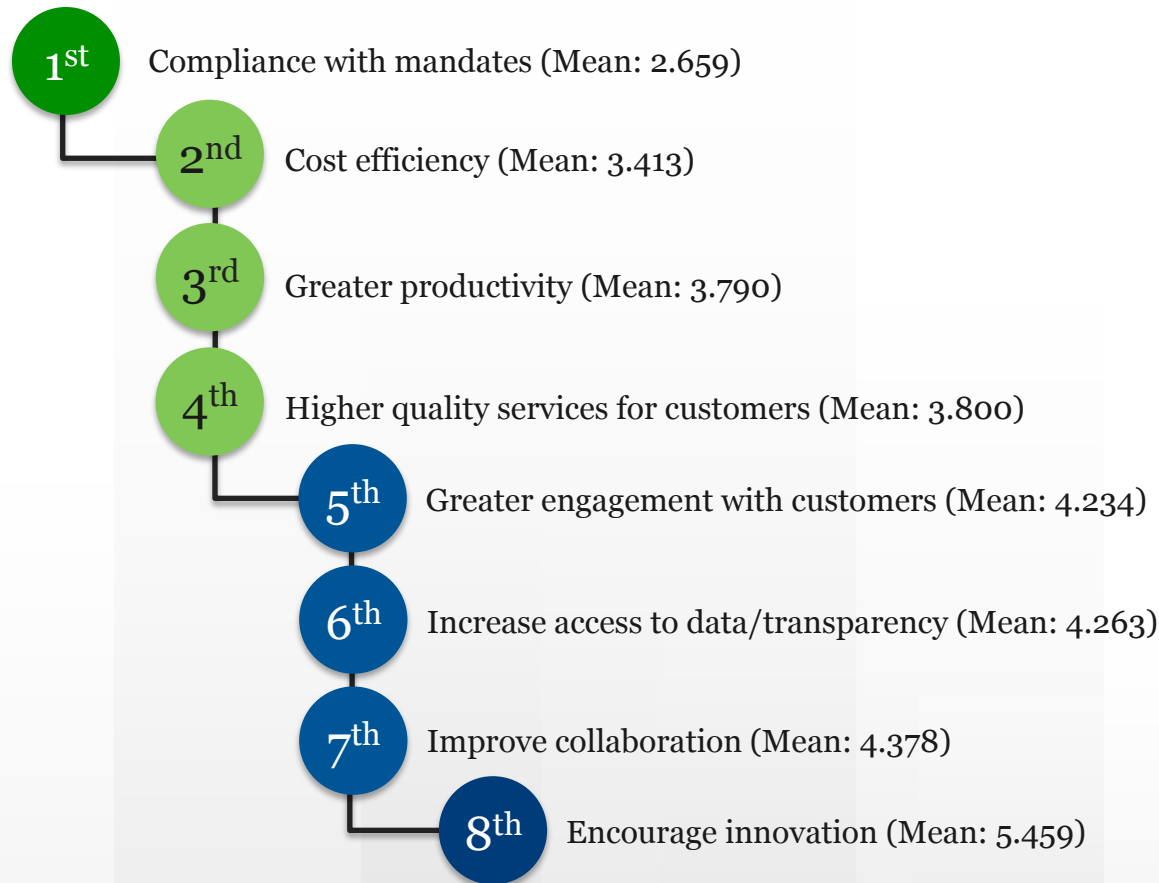 1st Compliance with mandates (Mean: 2.659)
2nd Cost efficiency (Mean: 3.413)
3rd Greater productivity (Mean: 3.790)
4th Higher quality services for customers (Mean: 3.800)
5th Greater engagement with customers (Mean: 4.234)
6th Increase access to data/transparency (Mean: 4.263)
7th Improve collaboration (Mean: 4.378)
8th Encourage innovation (Mean: 5.459)